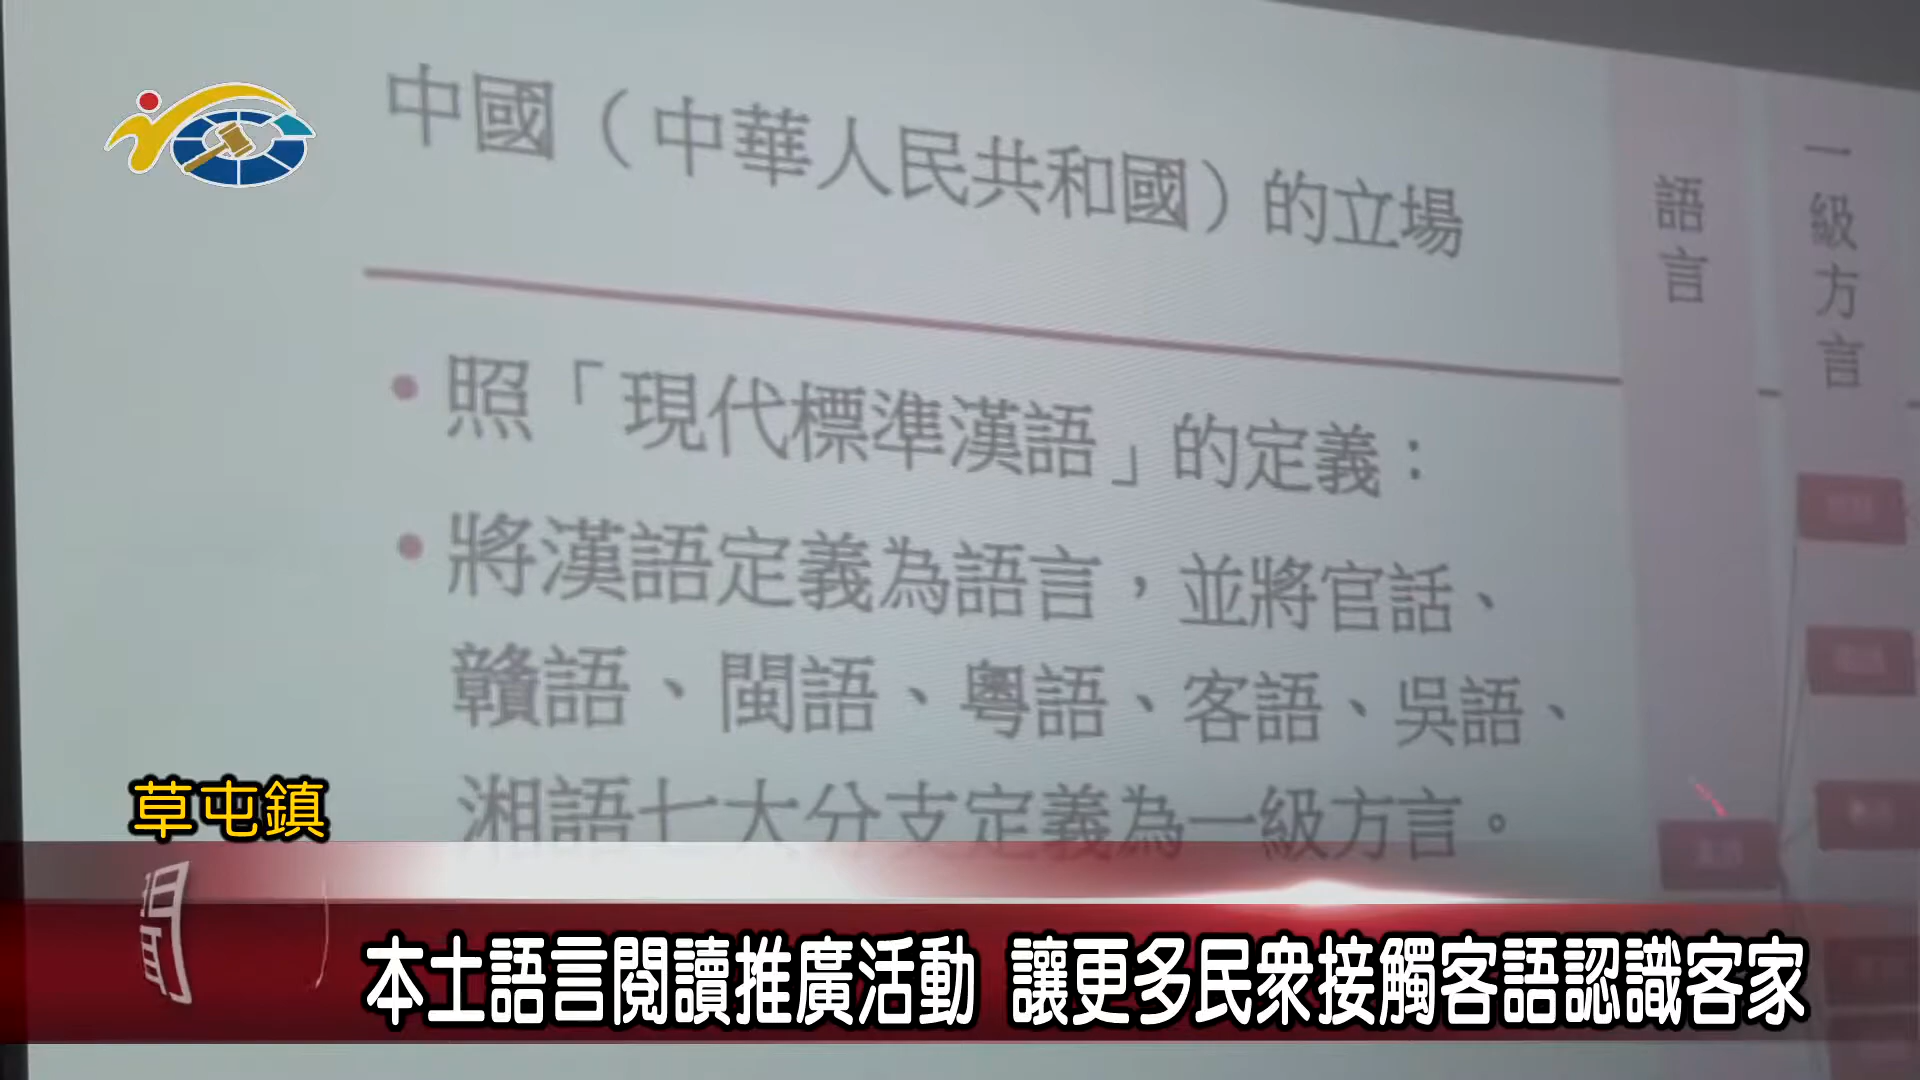 中國（中華人民共和國）的立場
照「現代標準漢語」的定義：
將漢語定義為語言，並將官話、
贛語、閩語、粵語、客語、吳語、
湘語七大分支定義為一級方言。
語言
一級方言
草屯鎮
本土語言閱讀推廣活動 讓更多民眾接觸客語認識客家